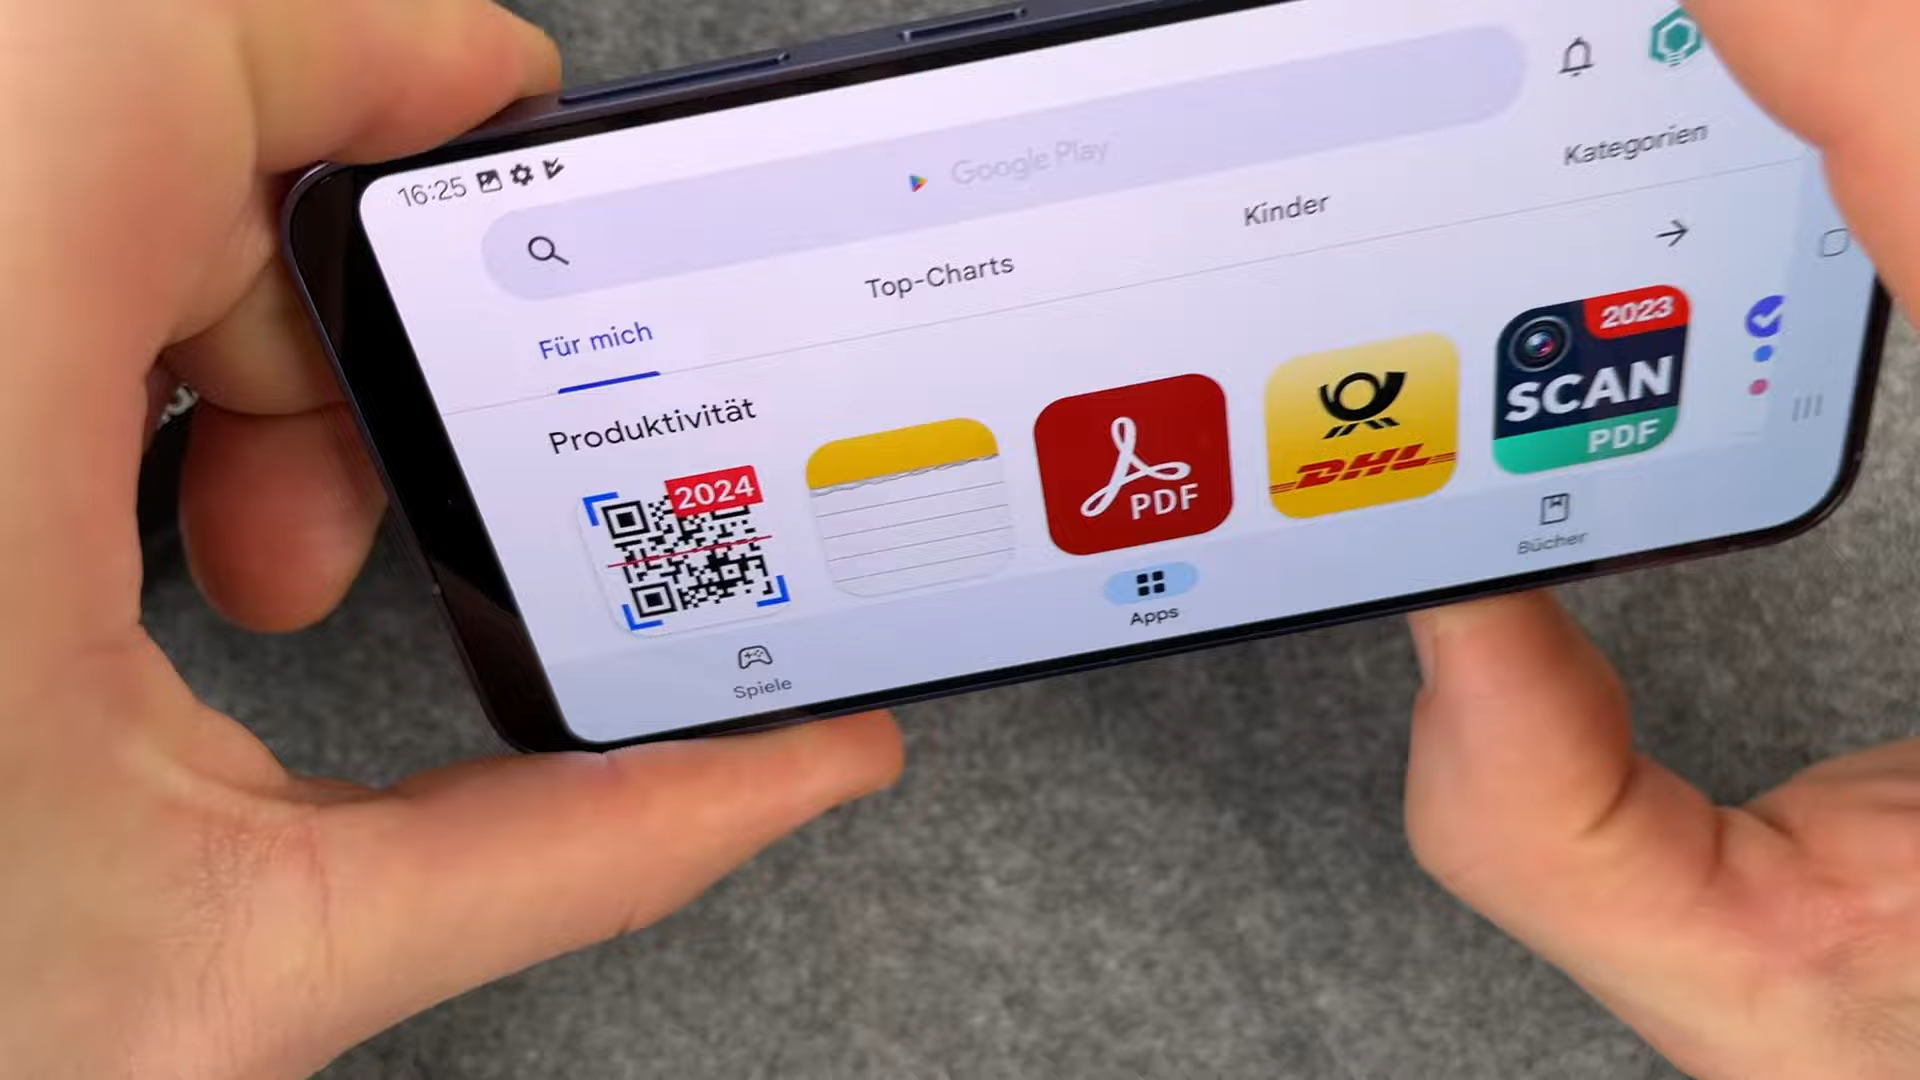 16:25
Google Play
Für mich
Top-Charts
Kinder
Kategorien
Produktivität
2024
PDF
DHL
2023
SCAN
PDF
Spiele
Apps
Bücher